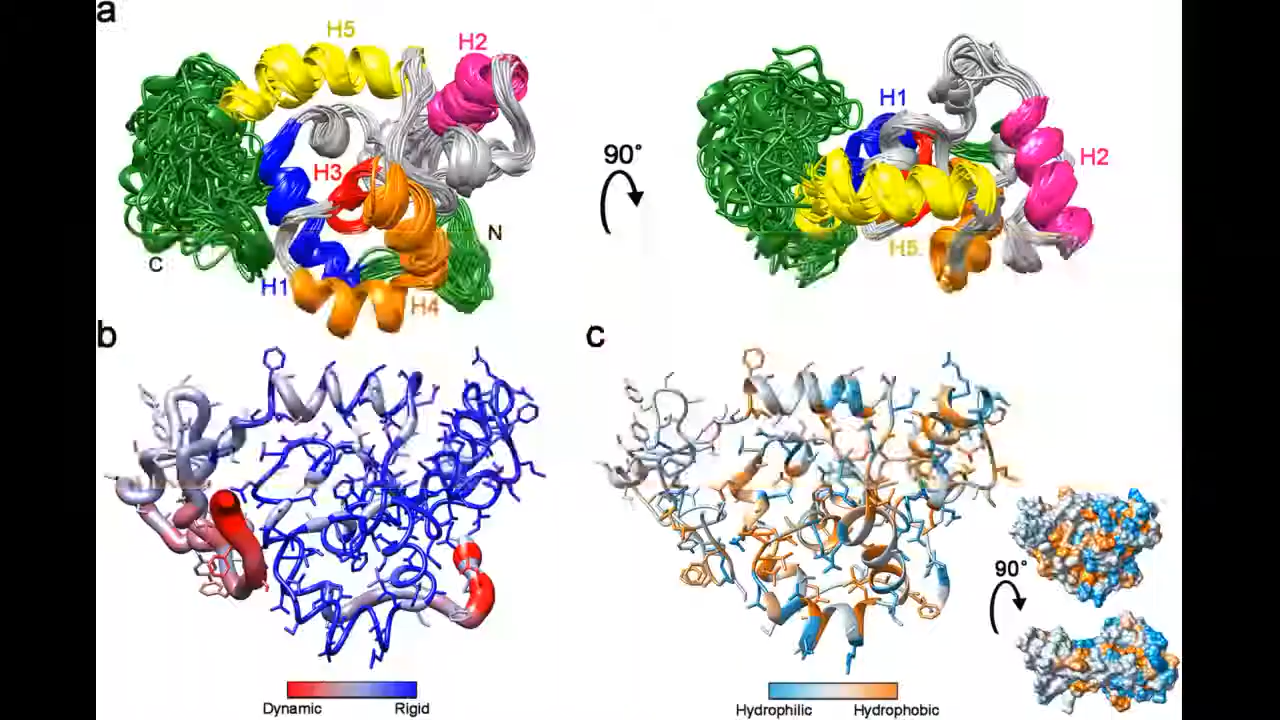 a
H5
H2
H3
N
C
H1
H4
90°
H1
H2
H5
b
Dynamic
Rigid
c
90°
Hydrophilic
Hydrophobic